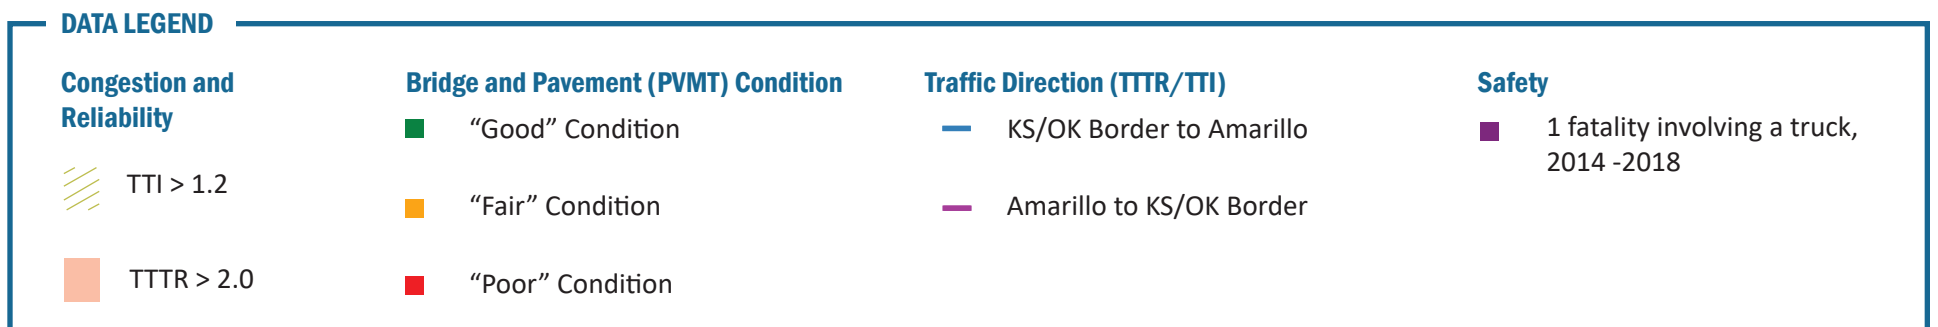 DATA LEGEND
Congestion and
Reliability
TTI > 1.2
TTTR > 2.0
Bridge and Pavement (PVMT) Condition
“Good” Condition
“Fair” Condition
“Poor” Condition
Traffic Direction (TTTR/TTI)
KS/OK Border to Amarillo
Amarillo to KS/OK Border
Safety
1 fatality involving a truck,
2014 -2018